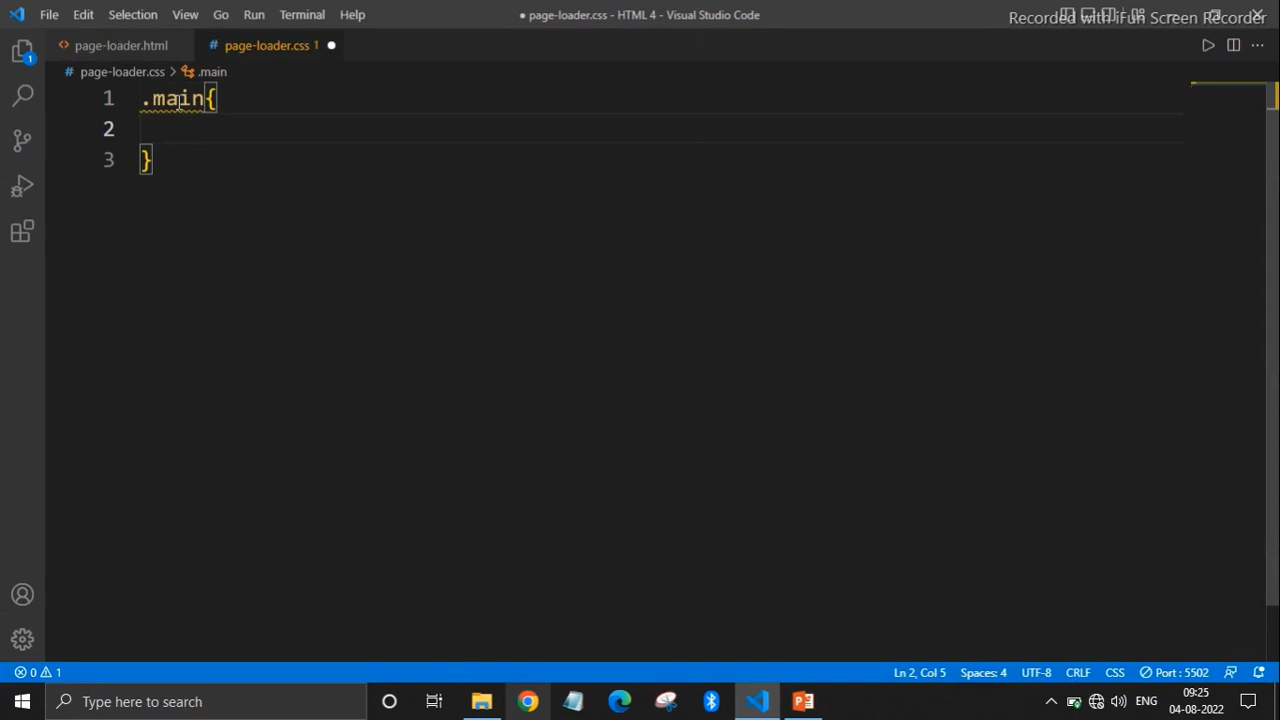 File Edit Selection View Go Run Terminal Help
● page-loader.css - HTML 4 - Visual Studio Code
Recorded with iFun Screen Recorder
<> page-loader.html
# page-loader.css 1 ●
# page-loader.css > .main
1 .main{
2
3 }
1
⊗ 0 ⚠ 1
Ln 2, Col 5 Spaces: 4 UTF-8 CRLF CSS Port : 5502
Type here to search
ENG
09:25
04-08-2022